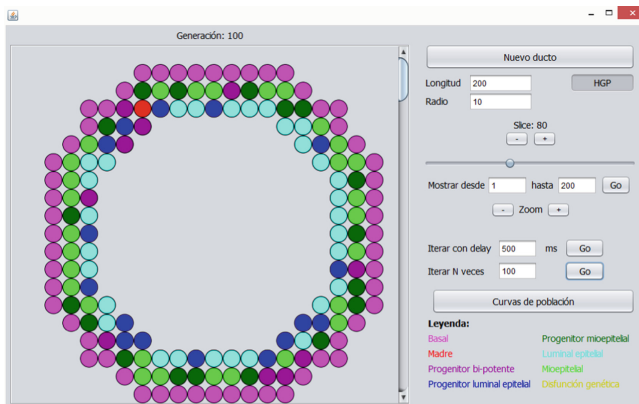 Generación: 100
Nuevo ducto
Longitud 200 HGP
Radio 10
Slice: 80
- +
Mostrar desde 1 hasta 200 Go
- Zoom +
Iterar con delay 500 ms Go
Iterar N veces 100 Go
Curvas de población
Leyenda:
Basal Progenitor mioepitelial
Madre Luminal epitelial
Progenitor bi-potente Mioepitelial
Progenitor luminal epitelial Disfunción genética